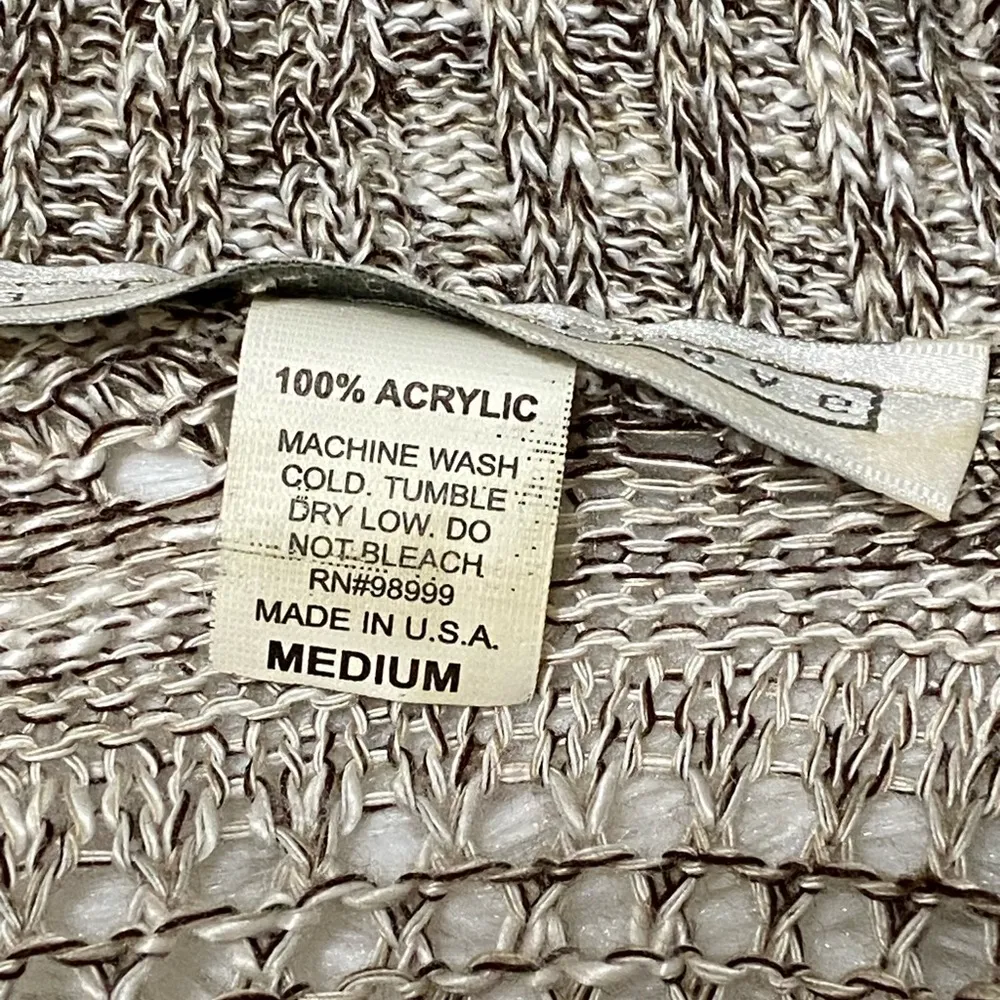 100% ACRYLIC
MACHINE WASH
COLD. TUMBLE
DRY LOW. DO
NOT BLEACH
RN#98999
MADE IN U.S.A.
MEDIUM